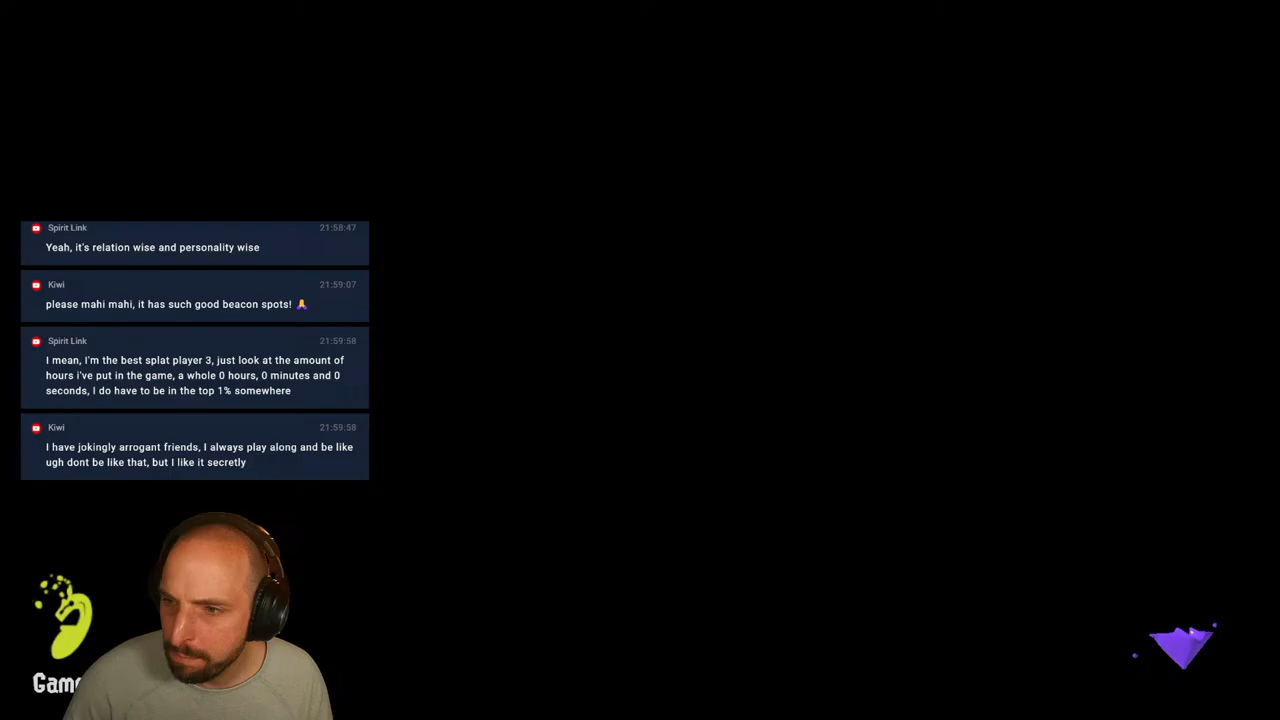 Spirit Link 21:58:47
Yeah, it's relation wise and personality wise
Kiwi 21:59:07
please mahi mahi, it has such good beacon spots! 🙏
Spirit Link 21:59:58
I mean, I'm the best splat player 3, just look at the amount of
hours i've put in the game, a whole 0 hours, 0 minutes and 0
seconds, I do have to be in the top 1% somewhere
Kiwi 21:59:58
I have jokingly arrogant friends, I always play along and be like
ugh dont be like that, but I like it secretly